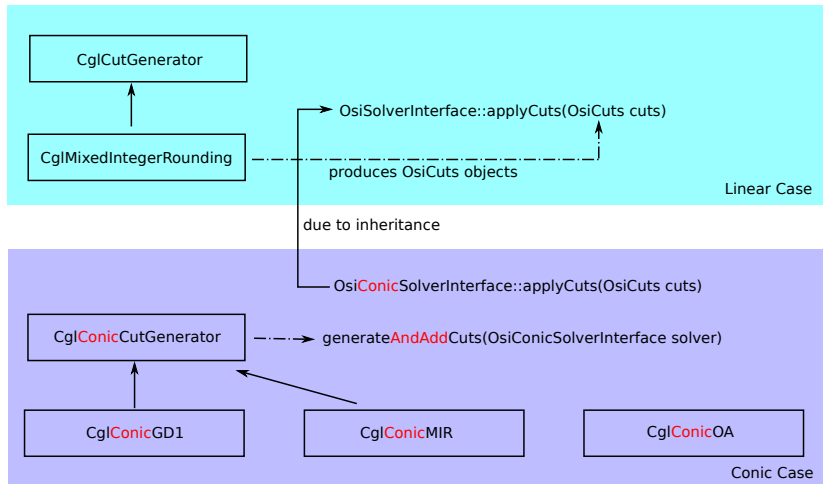 CglCutGenerator
OsiSolverInterface::applyCuts(OsiCuts cuts)
CglMixedIntegerRounding
produces OsiCuts objects
Linear Case
due to inheritance
OsiConicSolverInterface::applyCuts(OsiCuts cuts)
CglConicCutGenerator
generateAndAddCuts(OsiConicSolverInterface solver)
CglConicGD1
CglConicMIR
CglConicOA
Conic Case